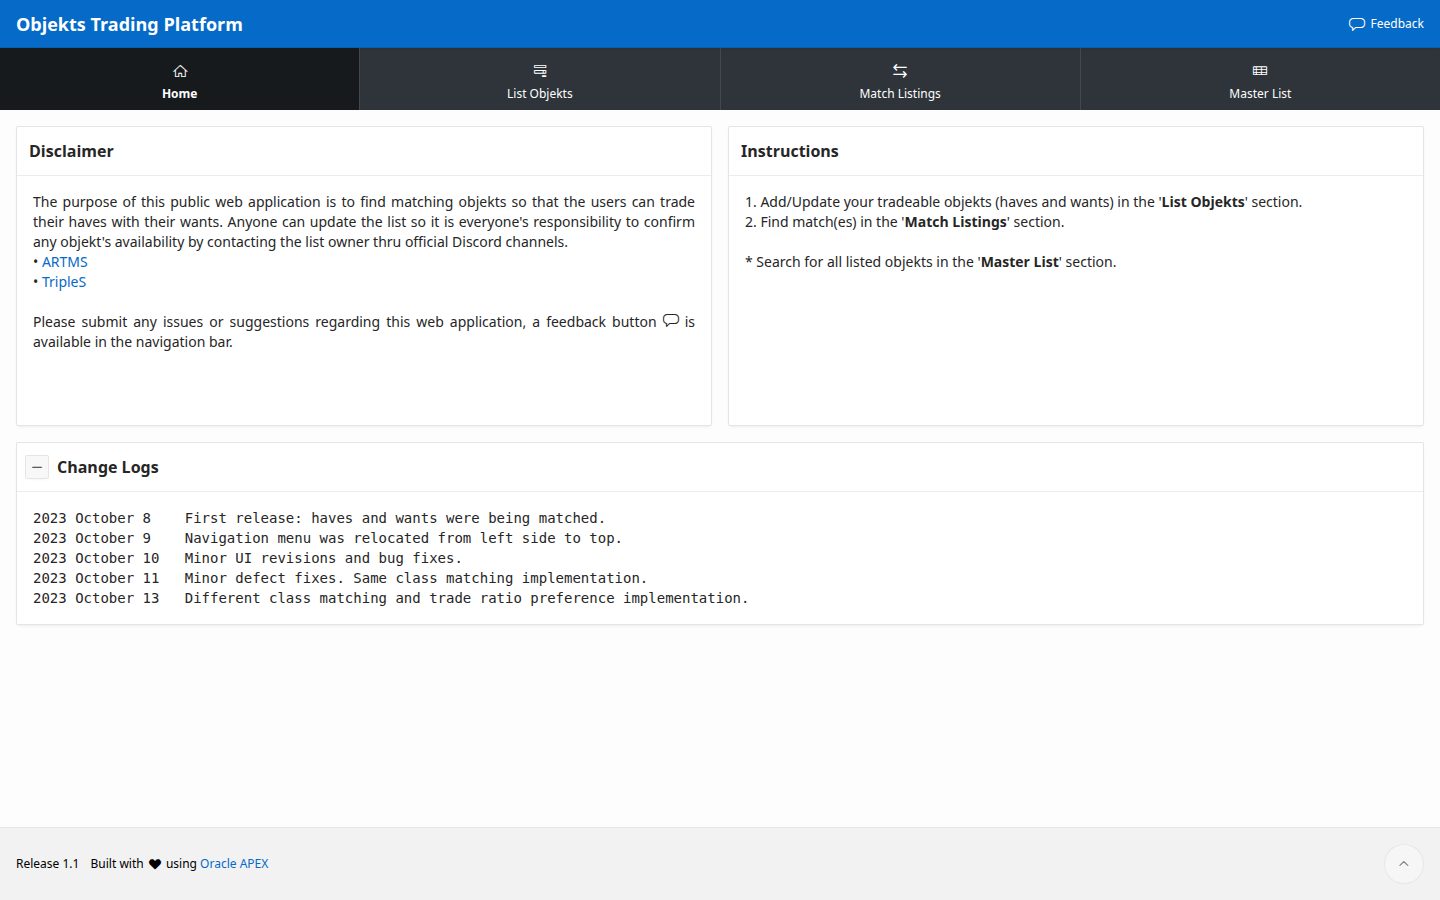 Objekts Trading Platform
Feedback
Home
List Objekts
Match Listings
Master List
Disclaimer
The purpose of this public web application is to find matching objekts so that the users can trade
their haves with their wants. Anyone can update the list so it is everyone's responsibility to confirm
any objekt's availability by contacting the list owner thru official Discord channels.
• ARTMS
• TripleS
Please submit any issues or suggestions regarding this web application, a feedback button is
available in the navigation bar.
Instructions
1. Add/Update your tradeable objekts (haves and wants) in the 'List Objekts' section.
2. Find match(es) in the 'Match Listings' section.
* Search for all listed objekts in the 'Master List' section.
Change Logs
2023 October 8 First release: haves and wants were being matched.
2023 October 9 Navigation menu was relocated from left side to top.
2023 October 10 Minor UI revisions and bug fixes.
2023 October 11 Minor defect fixes. Same class matching implementation.
2023 October 13 Different class matching and trade ratio preference implementation.
Release 1.1 Built with ♥ using Oracle APEX